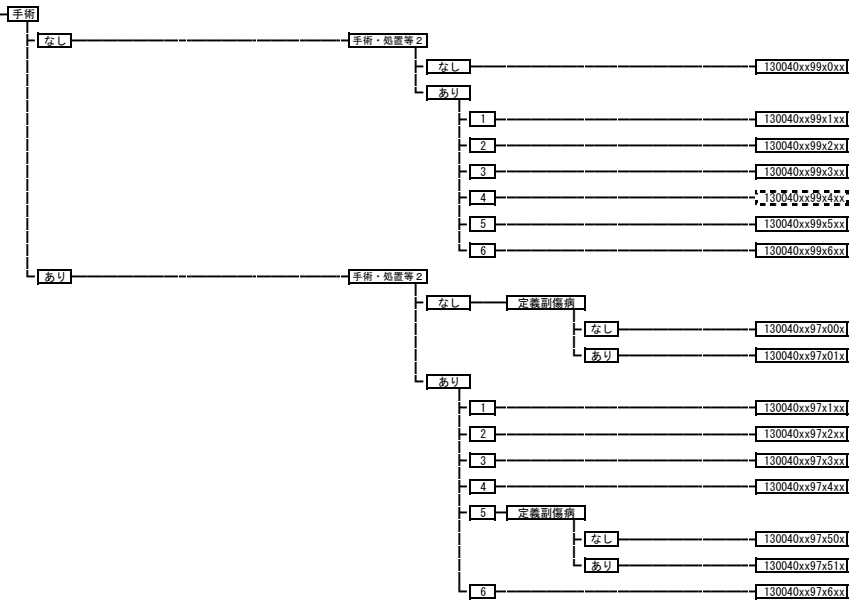 手術
なし 手術・処置等2
なし 130040xx99x0xx
あり
1 130040xx99x1xx
2 130040xx99x2xx
3 130040xx99x3xx
4 130040xx99x4xx
5 130040xx99x5xx
6 130040xx99x6xx
あり 手術・処置等2
なし 定義副傷病
なし 130040xx97x00x
あり 130040xx97x01x
あり
1 130040xx97x1xx
2 130040xx97x2xx
3 130040xx97x3xx
4 130040xx97x4xx
5 定義副傷病
なし 130040xx97x50x
あり 130040xx97x51x
6 130040xx97x6xx